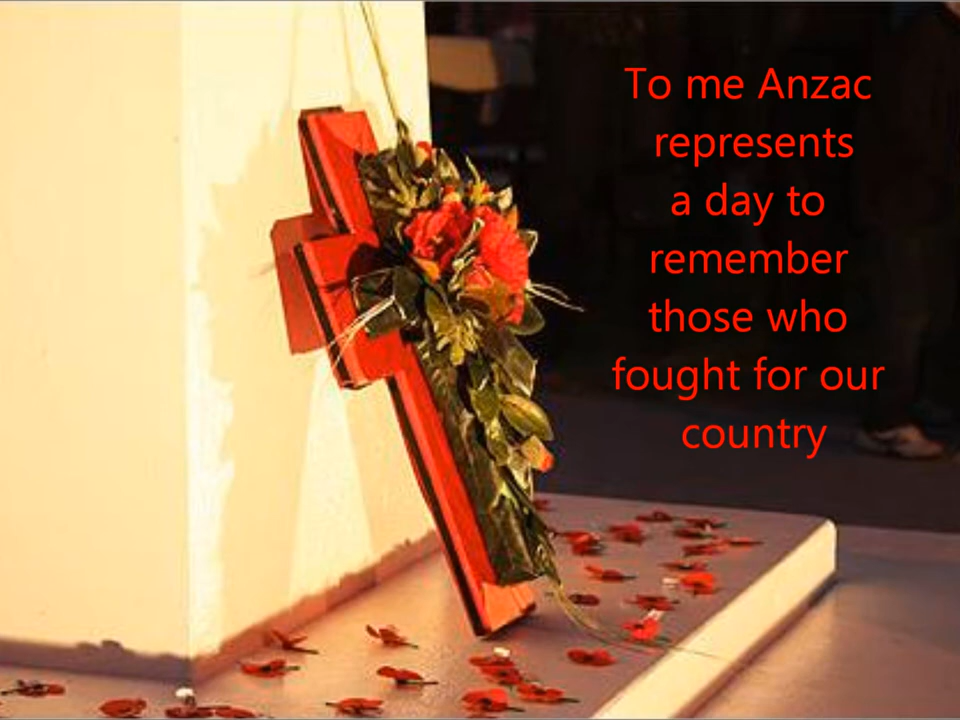 To me Anzac
represents
a day to
remember
those who
fought for our
country